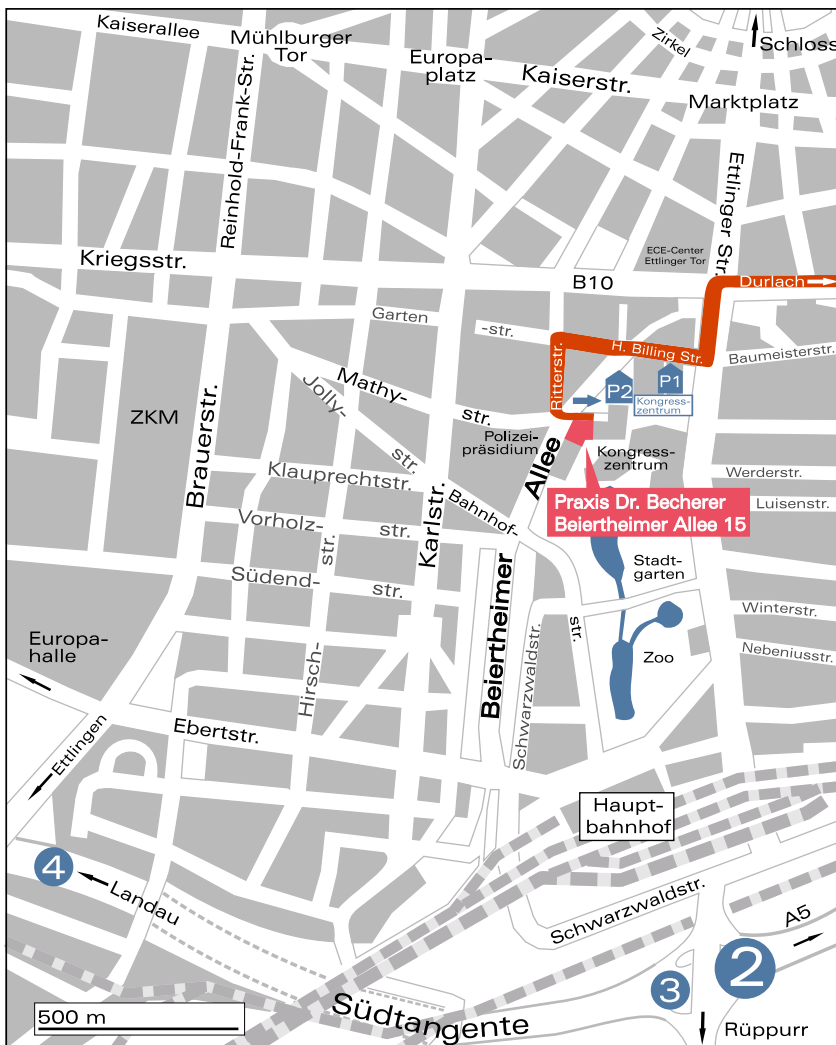 Kaiserallee
Mühlburger
Tor
Europa-
platz
Zirkel
Schloss
Kaiserstr.
Marktplatz
Reinhold-Frank-Str.
Ettlinger Str.
ECE-Center
Ettlinger Tor
Kriegsstr.
B10
Durlach
Garten
-str.
H. Billing Str.
Baumeisterstr.
Ritterstr.
P2
P1
Kongress-
zentrum
Mathy-
str.
Jolly-
str.
ZKM
Brauerstr.
Polizei-
präsidium
Allee
Kongress-
zentrum
Klauprechtstr.
Werderstr.
Praxis Dr. Becherer
Beiertheimer Allee 15
Luisenstr.
Bahnhof-
str.
Karlstr.
Vorholz-
str.
Südend-
str.
Stadt-
garten
Beiertheimer
Winterstr.
Europa-
halle
Hirsch-
str.
Schwarzwaldstr.
Zoo
Nebeniusstr.
Ettlingen
Ebertstr.
Haupt-
bahnhof
4
Landau
Schwarzwaldstr.
A5
2
3
500 m
Südtangente
Rüppurr